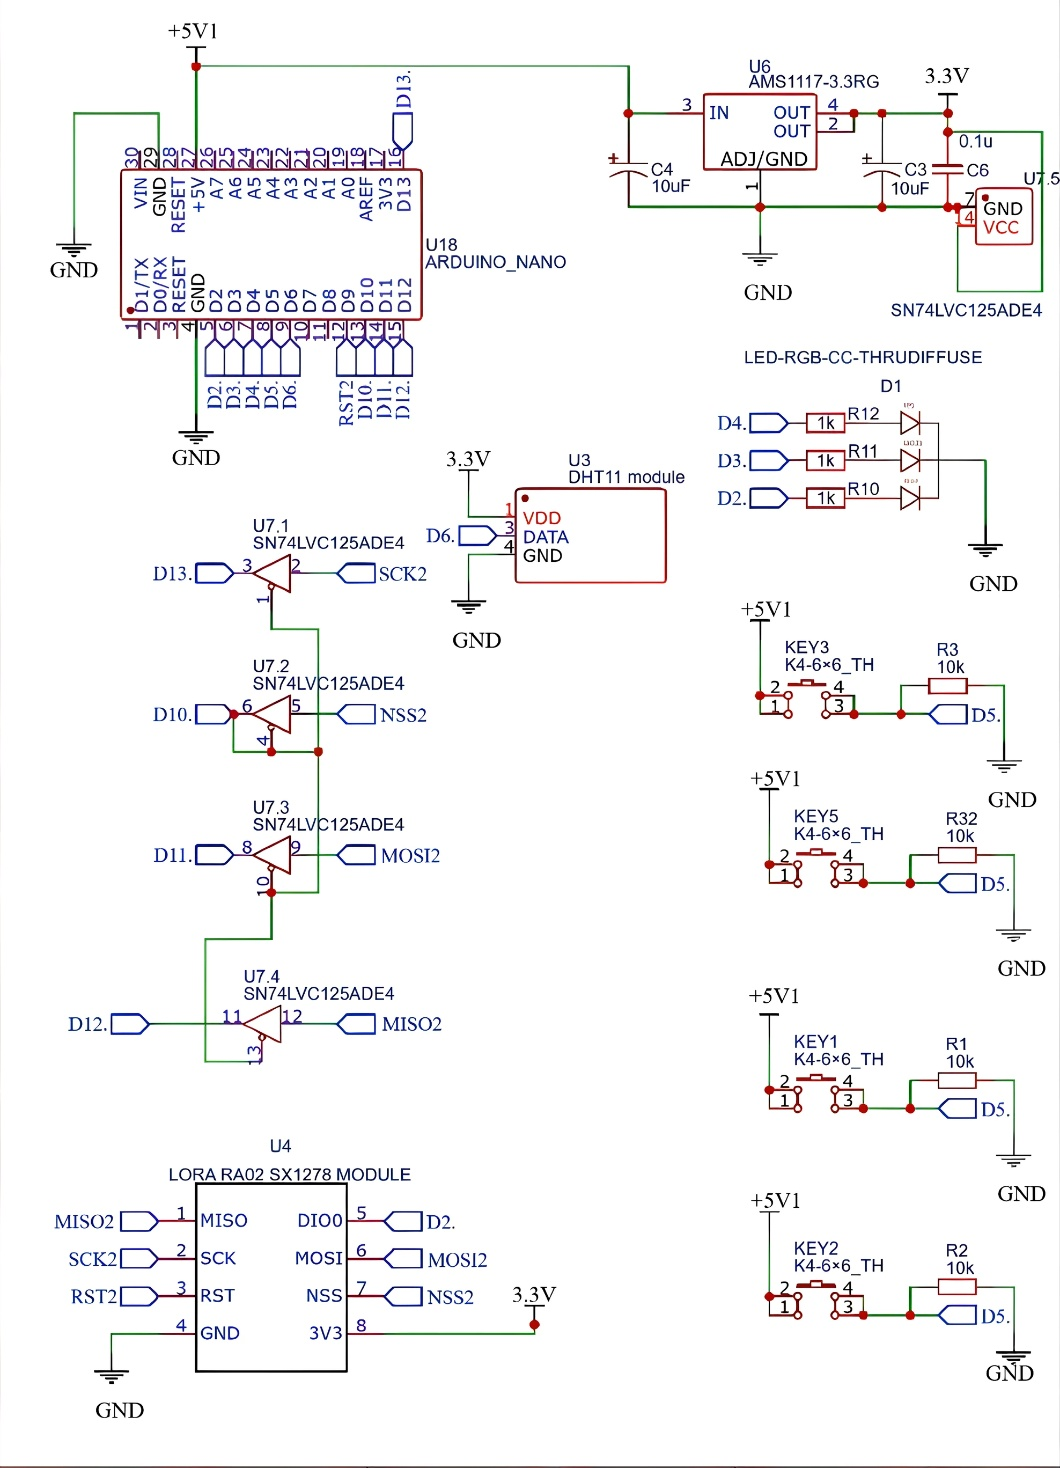 +5V1
D13.
30 29 28 27 26 25 24 23 22 21 20 19 18 17 16
VIN GND RESET +5V A7 A6 A5 A4 A3 A2 A1 A0 AREF 3V3 D13
GND
U18
ARDUINO_NANO
D1/TX D0/RX RESET GND D2 D3 D4 D5 D6 D7 D8 D9 D10 D11 D12
1 2 3 4 5 6 7 8 9 10 11 12 13 14 15
D2. D3. D4. D5. D6. RST2 D10. D11. D12.
GND
U6
AMS1117-3.3RG
3 IN OUT 4
OUT 2
ADJ/GND
1
C4
10uF
C3
10uF
3.3V
0.1u
C6
U7.5
7 GND
14 VCC
SN74LVC125ADE4
GND
LED-RGB-CC-THRUDIFFUSE
D1
D4. 1k R12
D3. 1k R11
D2. 1k R10
GND
3.3V
U3
DHT11 module
1 VDD
D6. 3 DATA
4 GND
GND
U7.1
SN74LVC125ADE4
D13. 3 2 SCK2
1
U7.2
SN74LVC125ADE4
D10. 6 5 NSS2
4
U7.3
SN74LVC125ADE4
D11. 8 9 MOSI2
10
U7.4
SN74LVC125ADE4
D12. 11 12 MISO2
13
+5V1
KEY3
K4-6×6_TH
R3
10k
2 4
1 3 D5.
GND
+5V1
KEY5
K4-6×6_TH
R32
10k
2 4
1 3 D5.
GND
+5V1
KEY1
K4-6×6_TH
R1
10k
2 4
1 3 D5.
GND
+5V1
KEY2
K4-6×6_TH
R2
10k
2 4
1 3 D5.
GND
U4
LORA RA02 SX1278 MODULE
MISO2 1 MISO DIO0 5 D2.
SCK2 2 SCK MOSI 6 MOSI2
RST2 3 RST NSS 7 NSS2
4 GND 3V3 8
3.3V
GND